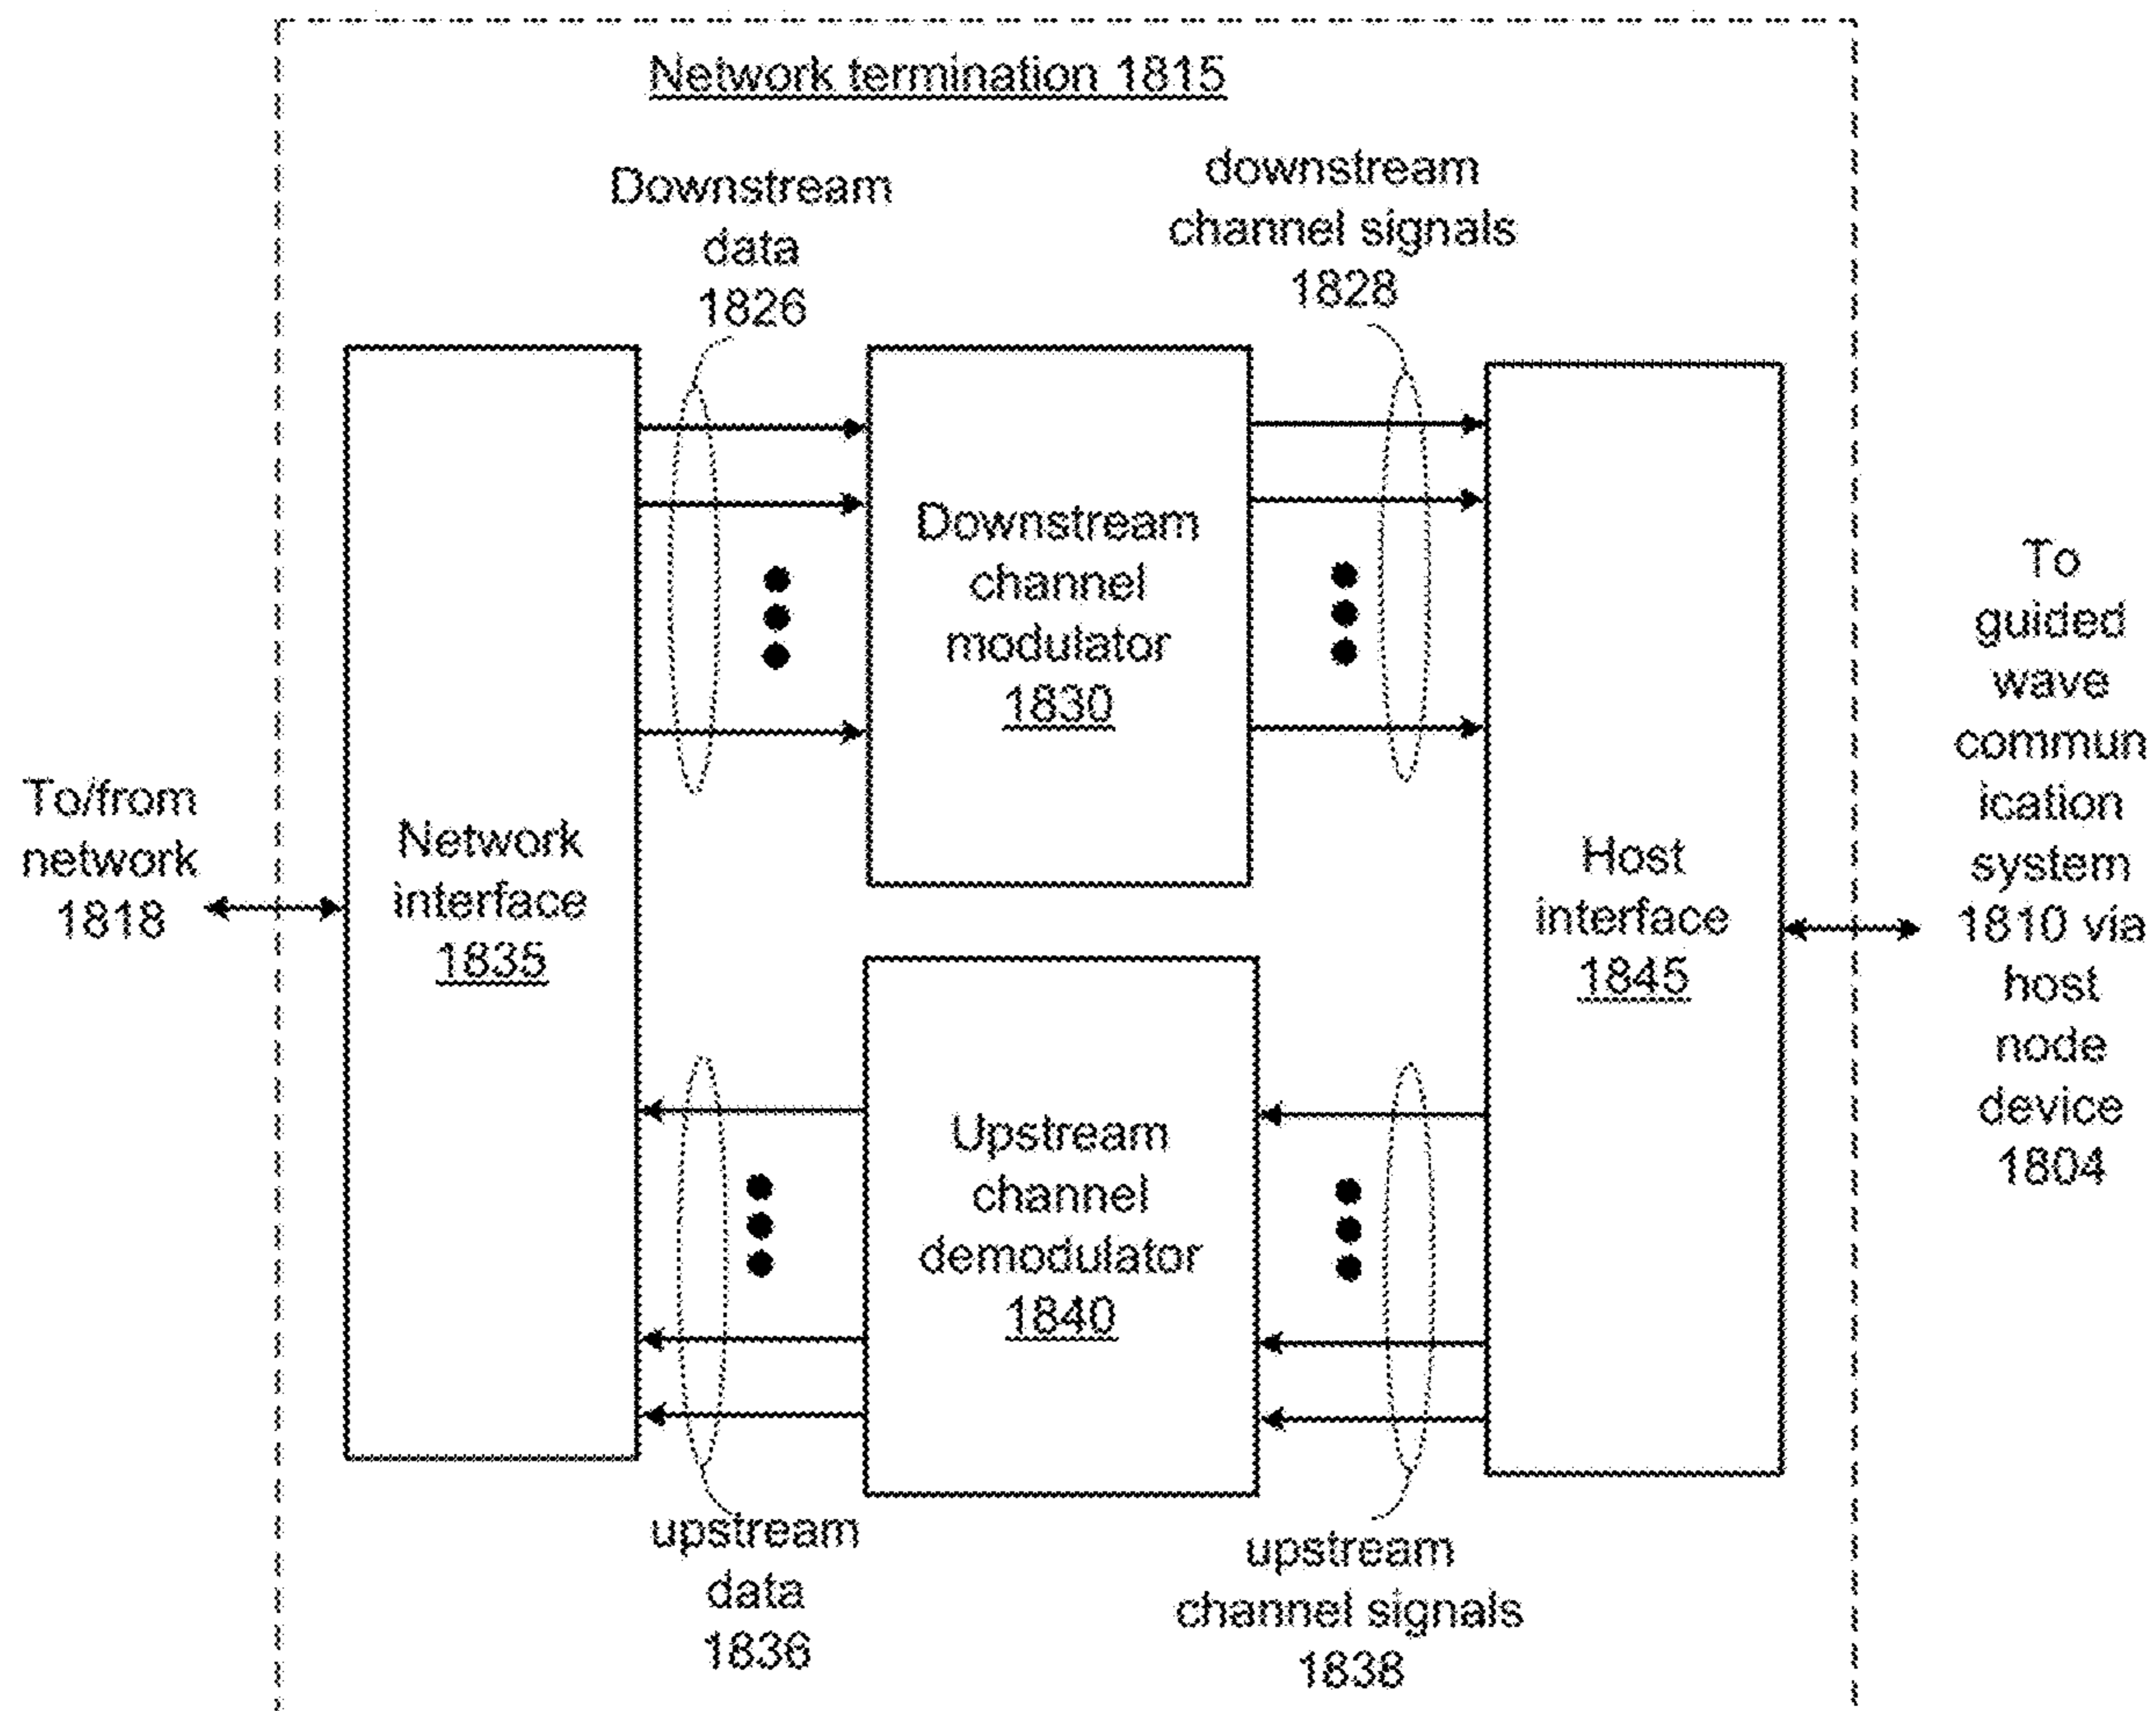 Network termination 1815
Downstream
data
1826
downstream
channel signals
1828
Downstream
channel
modulator
1830
To/from
network
1818
Network
interface
1835
Host
interface
1845
To
guided
wave
commun
ication
system
1810 via
host
node
device
1804
Upstream
channel
demodulator
1840
upstream
data
1836
upstream
channel signals
1838